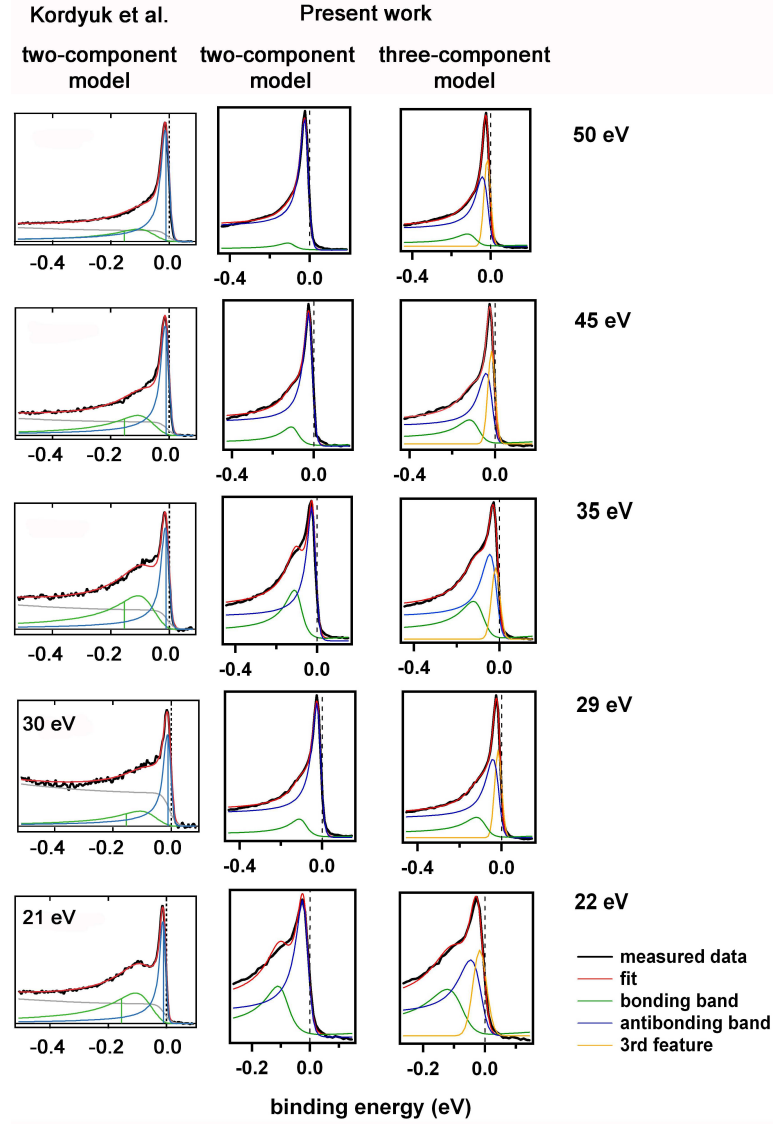 Kordyuk et al. Present work
two-component two-component three-component
model model model
50 eV
-0.4 -0.2 0.0 -0.4 0.0 -0.4 0.0
45 eV
-0.4 -0.2 0.0 -0.4 0.0 -0.4 0.0
35 eV
-0.4 -0.2 0.0 -0.4 0.0 -0.4 0.0
30 eV 29 eV
-0.4 -0.2 0.0 -0.4 0.0 -0.4 0.0
21 eV 22 eV
measured data
fit
bonding band
antibonding band
3rd feature
-0.4 -0.2 0.0 -0.2 0.0 -0.2 0.0
binding energy (eV)